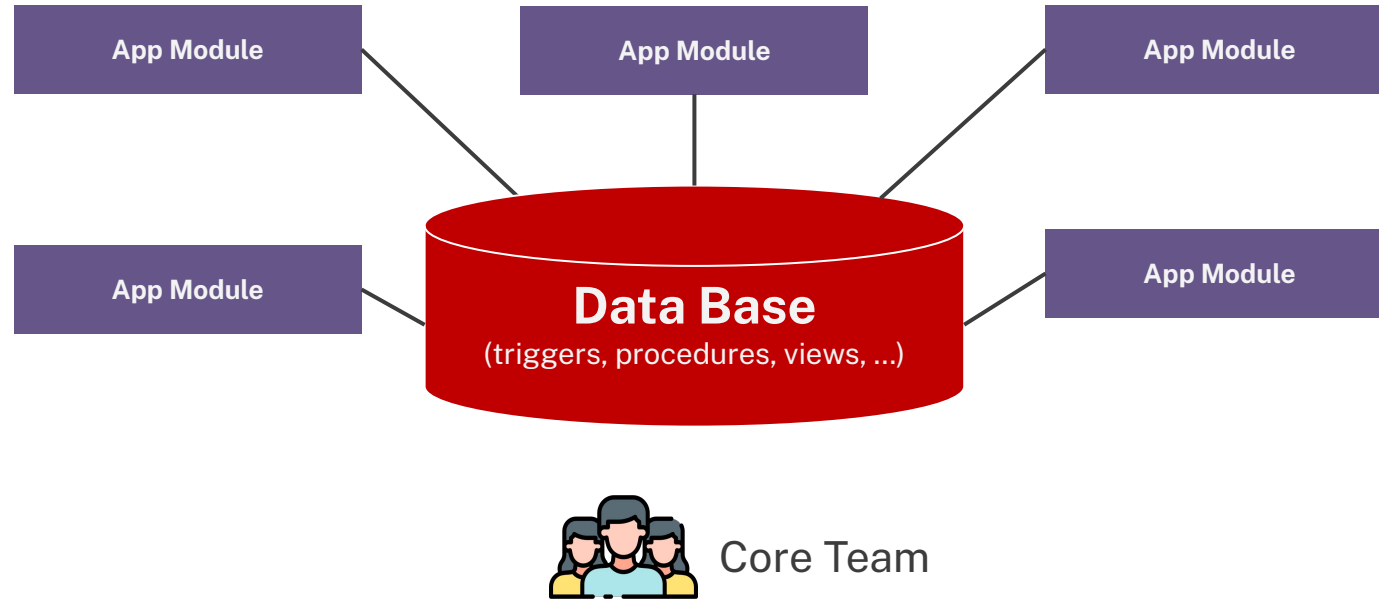 App Module
App Module
App Module
App Module
App Module
Data Base
(triggers, procedures, views, ...)
Core Team